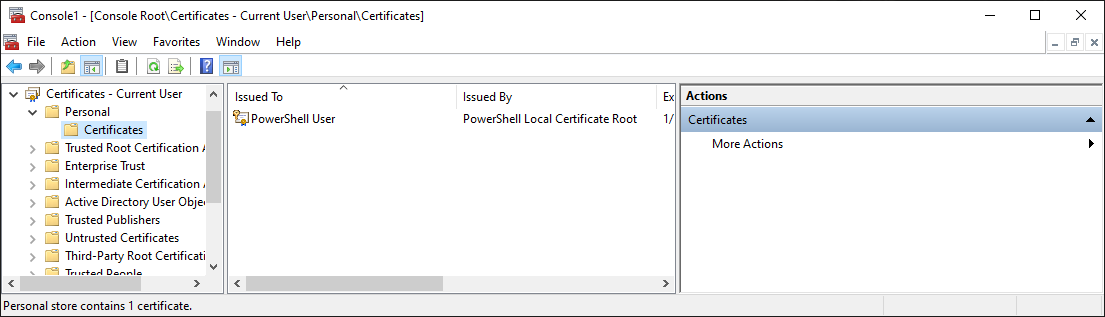 Console1 - [Console Root\Certificates - Current User\Personal\Certificates]
File Action View Favorites Window Help
Certificates - Current User
Personal
Certificates
Trusted Root Certification A
Enterprise Trust
Intermediate Certification A
Active Directory User Obje
Trusted Publishers
Untrusted Certificates
Third-Party Root Certificati
Trusted People
Issued To Issued By Ex
PowerShell User PowerShell Local Certificate Root 1/
Actions
Certificates
More Actions
Personal store contains 1 certificate.